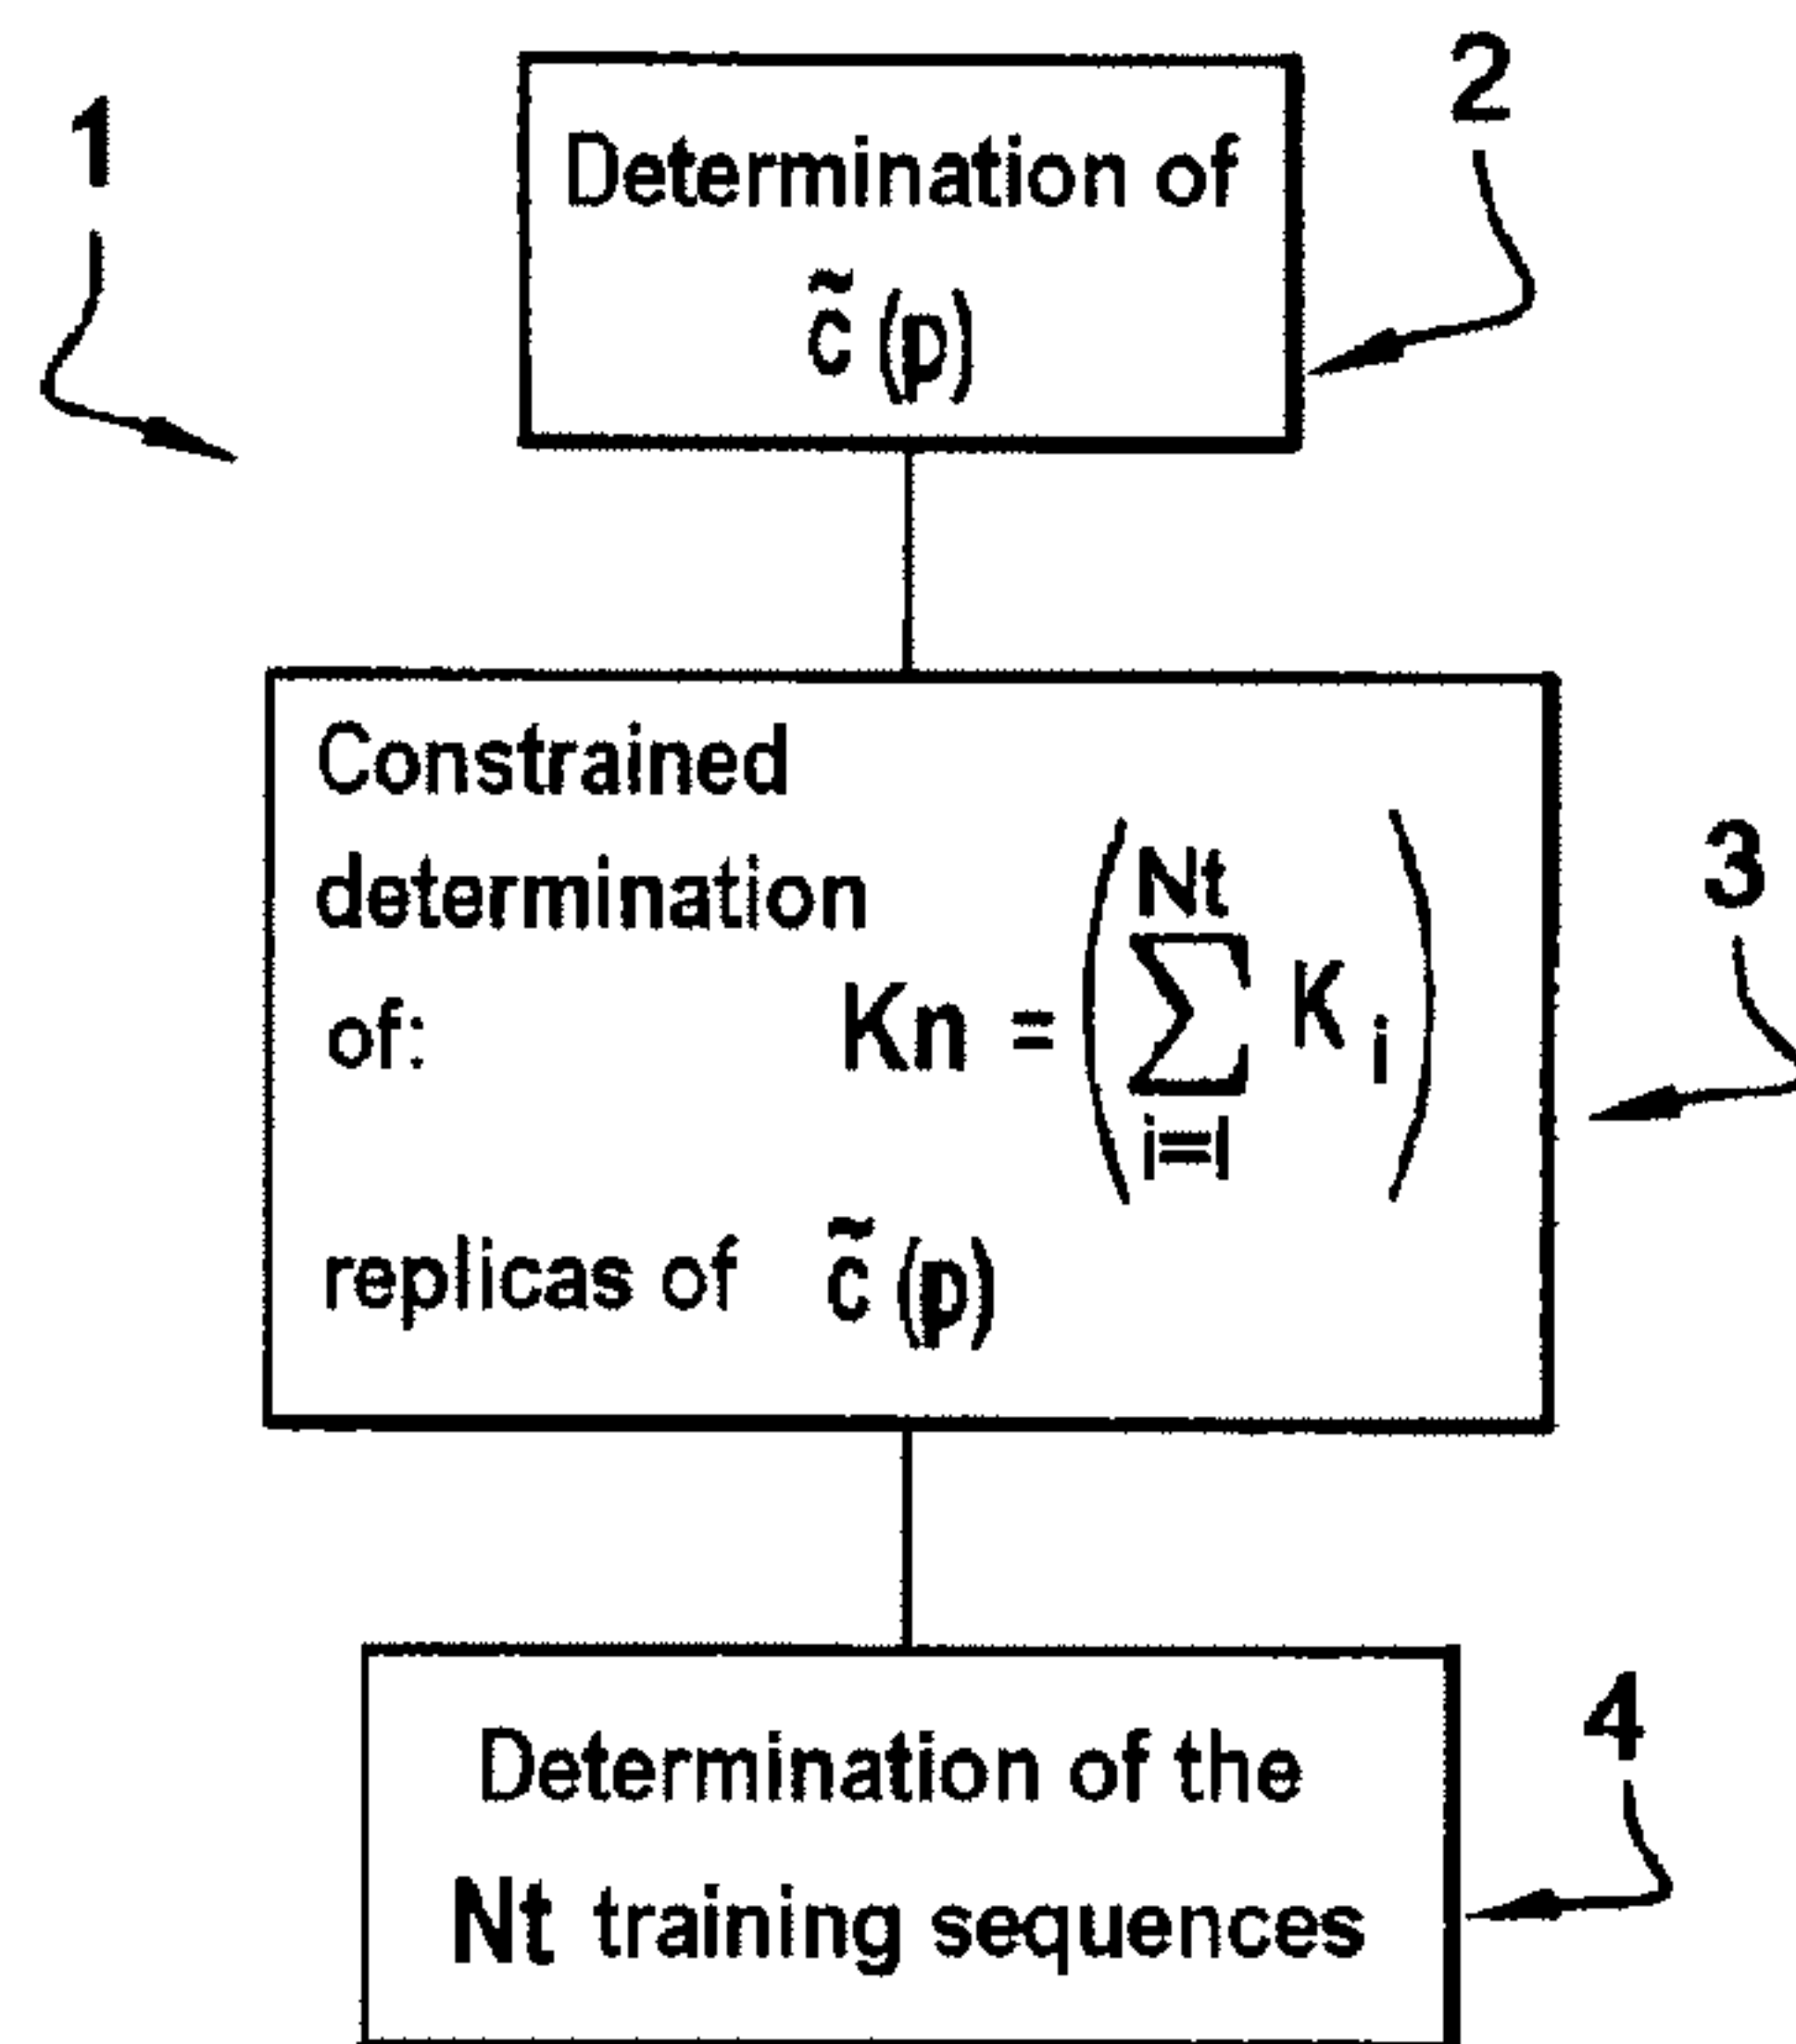 1
2
Determination of
c̃ (p)
Constrained
determination
of: Kn = ( Nt ∑ i=1 K i )
3
replicas of c̃ (p)
Determination of the
Nt training sequences
4